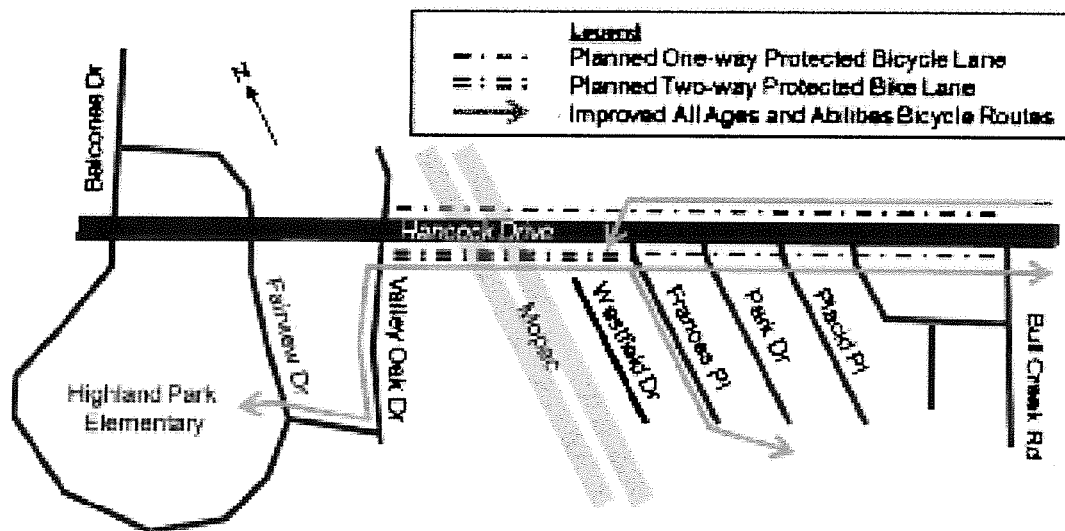 Legend
Planned One-way Protected Bicycle Lane
Planned Two-way Protected Bike Lane
Improved All Ages and Abilities Bicycle Routes
N
Balcones Dr
Hancock Drive
Fairview Dr
Valley Oak Dr
Mopac
Westfield Dr
Frances Pl
Park Dr
Placid Pl
Bull Creek Rd
Highland Park
Elementary